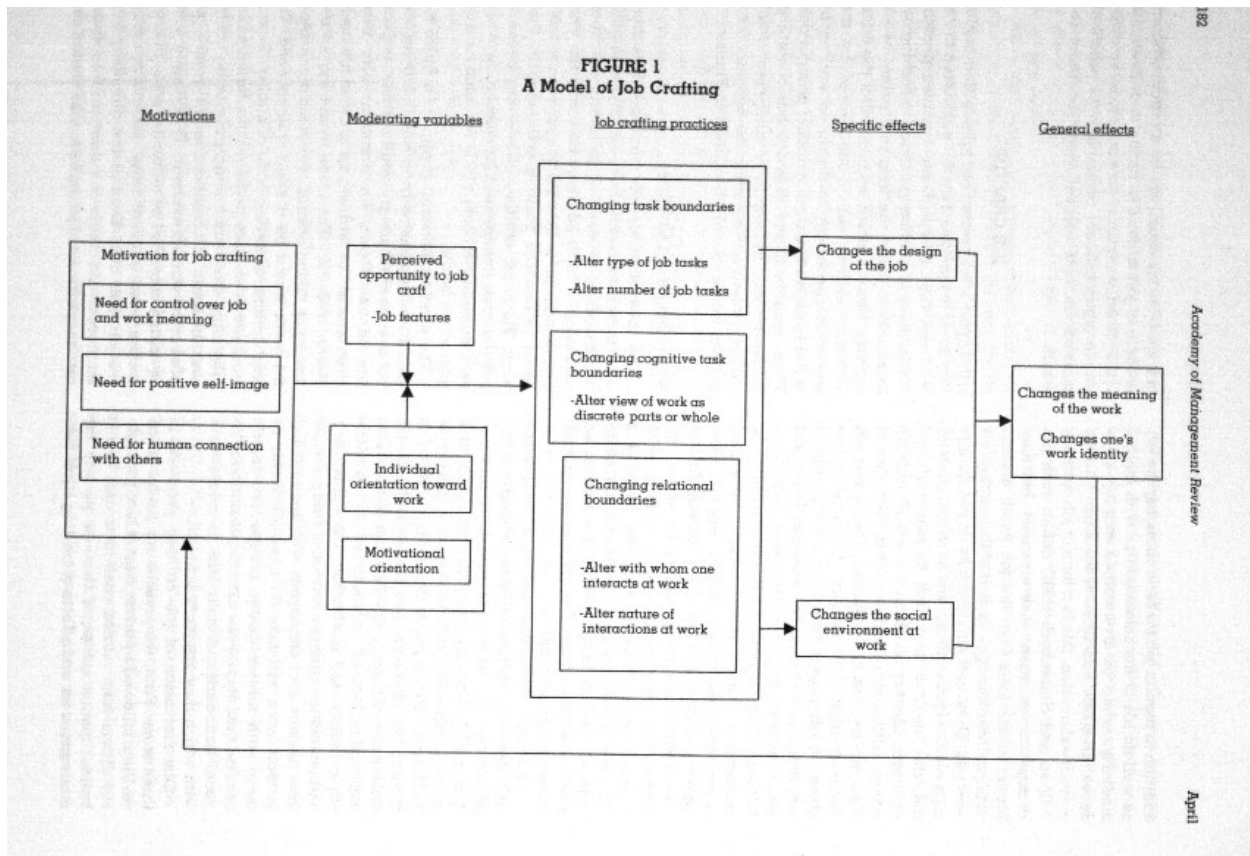 182
FIGURE 1
A Model of Job Crafting
Motivations
Moderating variables
Job crafting practices
Specific effects
General effects
Motivation for job crafting
Need for control over job
and work meaning
Need for positive self-image
Need for human connection
with others
Perceived
opportunity to job
craft
-Job features
Individual
orientation toward
work
Motivational
orientation
Changing task boundaries
-Alter type of job tasks
-Alter number of job tasks
Changing cognitive task
boundaries
-Alter view of work as
discrete parts or whole
Changing relational
boundaries
-Alter with whom one
interacts at work
-Alter nature of
interactions at work
Changes the design
of the job
Changes the social
environment at
work
Changes the meaning
of the work
Changes one's
work identity
Academy of Management Review
April